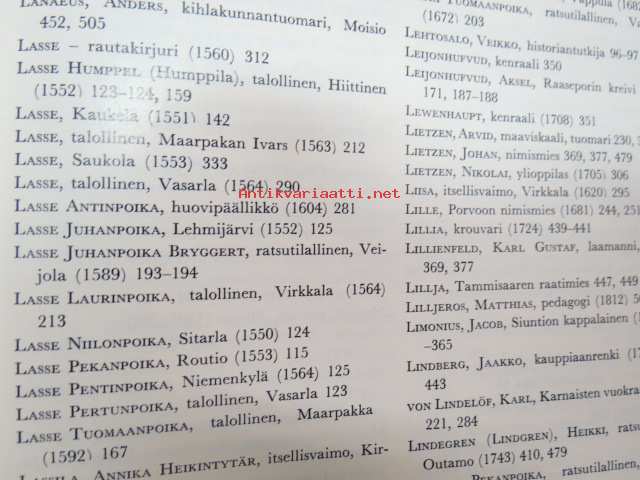 LANAEUS, ANDERS, kihlakunnantuomari, Moisio
452, 505
LASSE – rautakirjuri (1560) 312
LASSE HUMPPEL (Humppila), talollinen, Hiittinen
(1552) 123–124, 159
LASSE, Kaukela (1551) 142
LASSE, talollinen, Maarpakan Ivars (1563) 212
LASSE, Saukola (1553) 333
LASSE, talollinen, Vasarla (1564) 290
LASSE ANTINPOIKA, huovipäällikkö (1604) 281
LASSE JUHANPOIKA, Lehmijärvi (1552) 125
LASSE JUHANPOIKA BRYGGERT, ratsutilallinen, Vei-
jola (1589) 193–194
LASSE LAURINPOIKA, talollinen, Virkkala (1564)
213
LASSE NIILONPOIKA, Sitarla (1550) 124
LASSE PEKANPOIKA, Routio (1553) 115
LASSE PENTINPOIKA, Niemenkylä (1564) 125
LASSE PERTUNPOIKA, talollinen, Vasarla 123
LASSE TUOMAANPOIKA, talollinen, Maarpakka
(1592) 167
ANNIKA HEIKINTYTÄR, itsellisvaimo, Kir-
TUOMAANPOIKA, ratsutilallinen,
(1672) 203
LEHTOSALO, VEIKKO, historiantutkija 96–97
LEIJONHUFVUD, kenraali 350
LEIJONHUFVUD, AKSEL, Raaseporin kreivi
171, 187–188
LEWENHAUPT, kenraali (1708) 351
LIETZEN, ARVID, maaviskaali, tuomari 230,
LIETZEN, JOHAN, nimismies 369, 377, 479
LIETZEN, NIKOLAI, ylioppilas (1705) 306
LIISA, itsellisvaimo, Virkkala (1620) 295
LILLE, Porvoon nimismies (1681) 244,
LILLIA, krouvari (1724) 439–441
LILLIENFELD, KARL GUSTAF, laamanni,
369, 377
LILLJA, Tammisaaren raatimies 447, 449
LILLJEROS, MATTHIAS, pedagogi (1812)
LIMONIUS, JACOB, Siuntion kappalainen (
–365
LINDBERG, JAAKKO, kauppiaanrenki
443
VON LINDELÖF, KARL, Karnaisten vuokra
221, 284
LINDEGREN (LINDGREN), HEIKKI, ratsu
Outamo (1743) 410, 479
PEKANPOIKA, ratsutilallinen,
Antikvariaatti.net